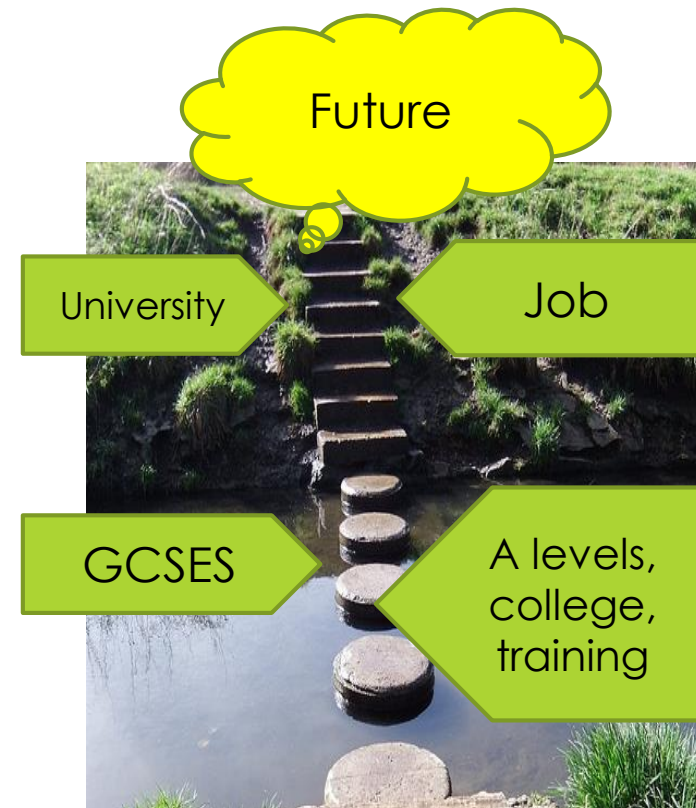 Future
University
Job
GCSES
A levels,
college,
training